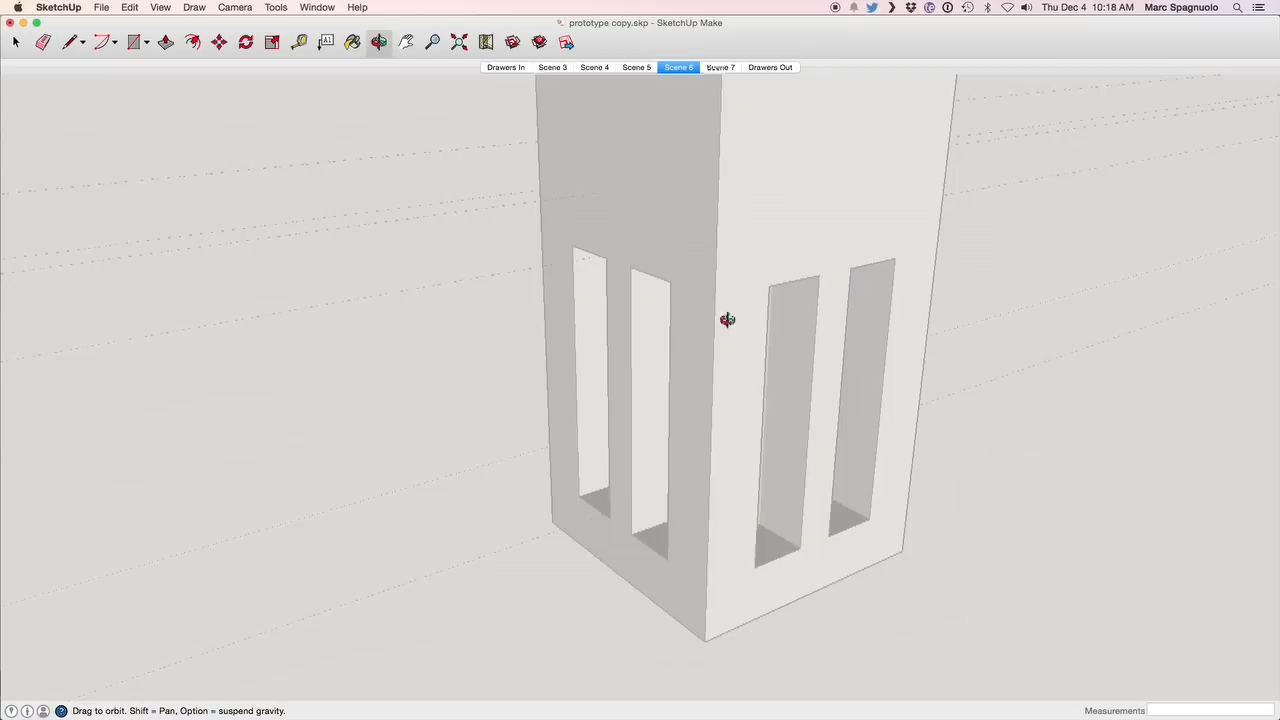 SketchUp File Edit View Draw Camera Tools Window Help Thu Dec 4 10:18 AM Marc Spagnuolo
prototype copy.skp - SketchUp Make
A1
Drawers In Scene 3 Scene 4 Scene 5 Scene 6 Scene 7 Drawers Out
Drag to orbit. Shift = Pan, Option = suspend gravity. Measurements